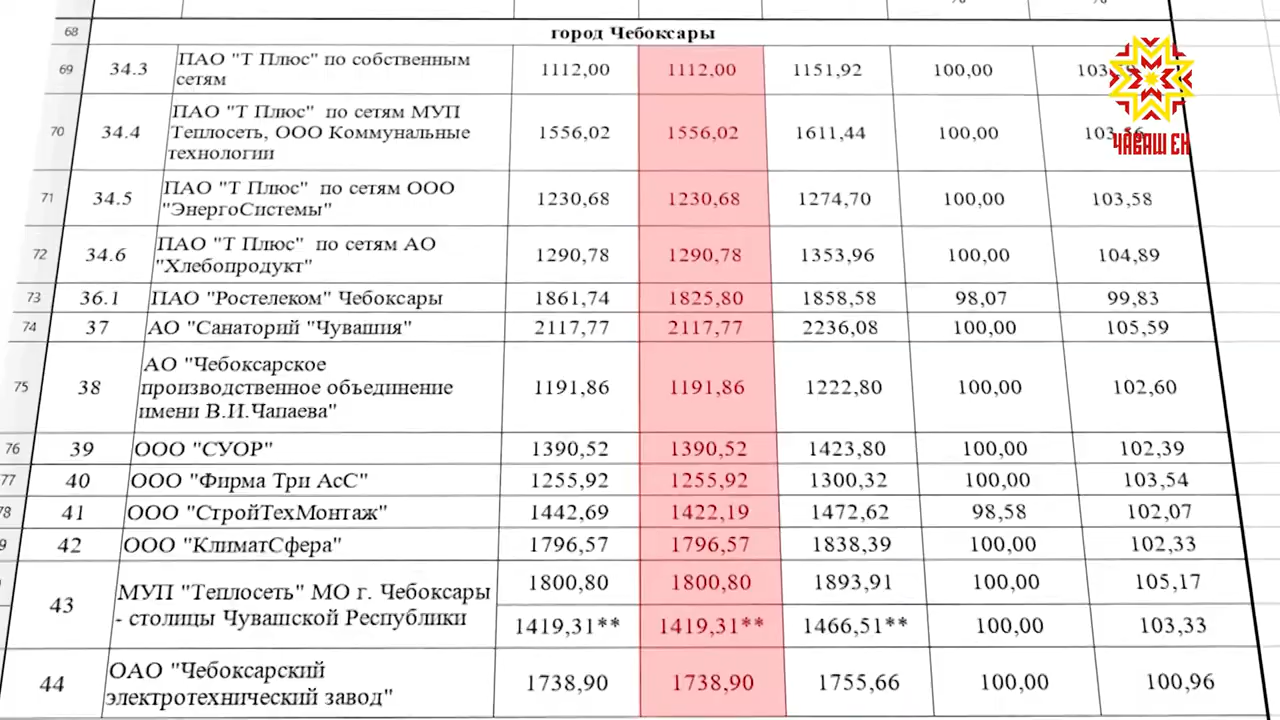 68 город Чебоксары
69 34.3 ПАО "Т Плюс" по собственным 1112,00 1112,00 1151,92 100,00
сетям
ПАО "Т Плюс" по сетям МУП
70 34.4 Теплосеть, ООО Коммунальные 1556,02 1556,02 1611,44 100,00
технологии
71 34.5 ПАО "Т Плюс" по сетям ООО 1230,68 1230,68 1274,70 100,00 103,58
"ЭнергоСистемы"
72 34.6 ПАО "Т Плюс" по сетям АО 1290,78 1290,78 1353,96 100,00 104,89
"Хлебопродукт"
73 36.1 ПАО "Ростелеком" Чебоксары 1861,74 1825,80 1858,58 98,07 99,83
74 37 АО "Санаторий "Чувашия" 2117,77 2117,77 2236,08 100,00 105,59
АО "Чебоксарское
75 38 производственное объединение 1191,86 1191,86 1222,80 100,00 102,60
имени В.И.Чапаева"
76 39 ООО "СУОР" 1390,52 1390,52 1423,80 100,00 102,39
77 40 ООО "Фирма Три АсС" 1255,92 1255,92 1300,32 100,00 103,54
78 41 ООО "СтройТехМонтаж" 1442,69 1422,19 1472,62 98,58 102,07
42 ООО "КлиматСфера" 1796,57 1796,57 1838,39 100,00 102,33
43 МУП "Теплосеть" МО г. Чебоксары 1800,80 1800,80 1893,91 100,00 105,17
- столицы Чувашской Республики 1419,31** 1419,31** 1466,51** 100,00 103,33
44 ОАО "Чебоксарский 1738,90 1738,90 1755,66 100,00 100,96
электротехнический завод"
ЧӐВАШ ЕН